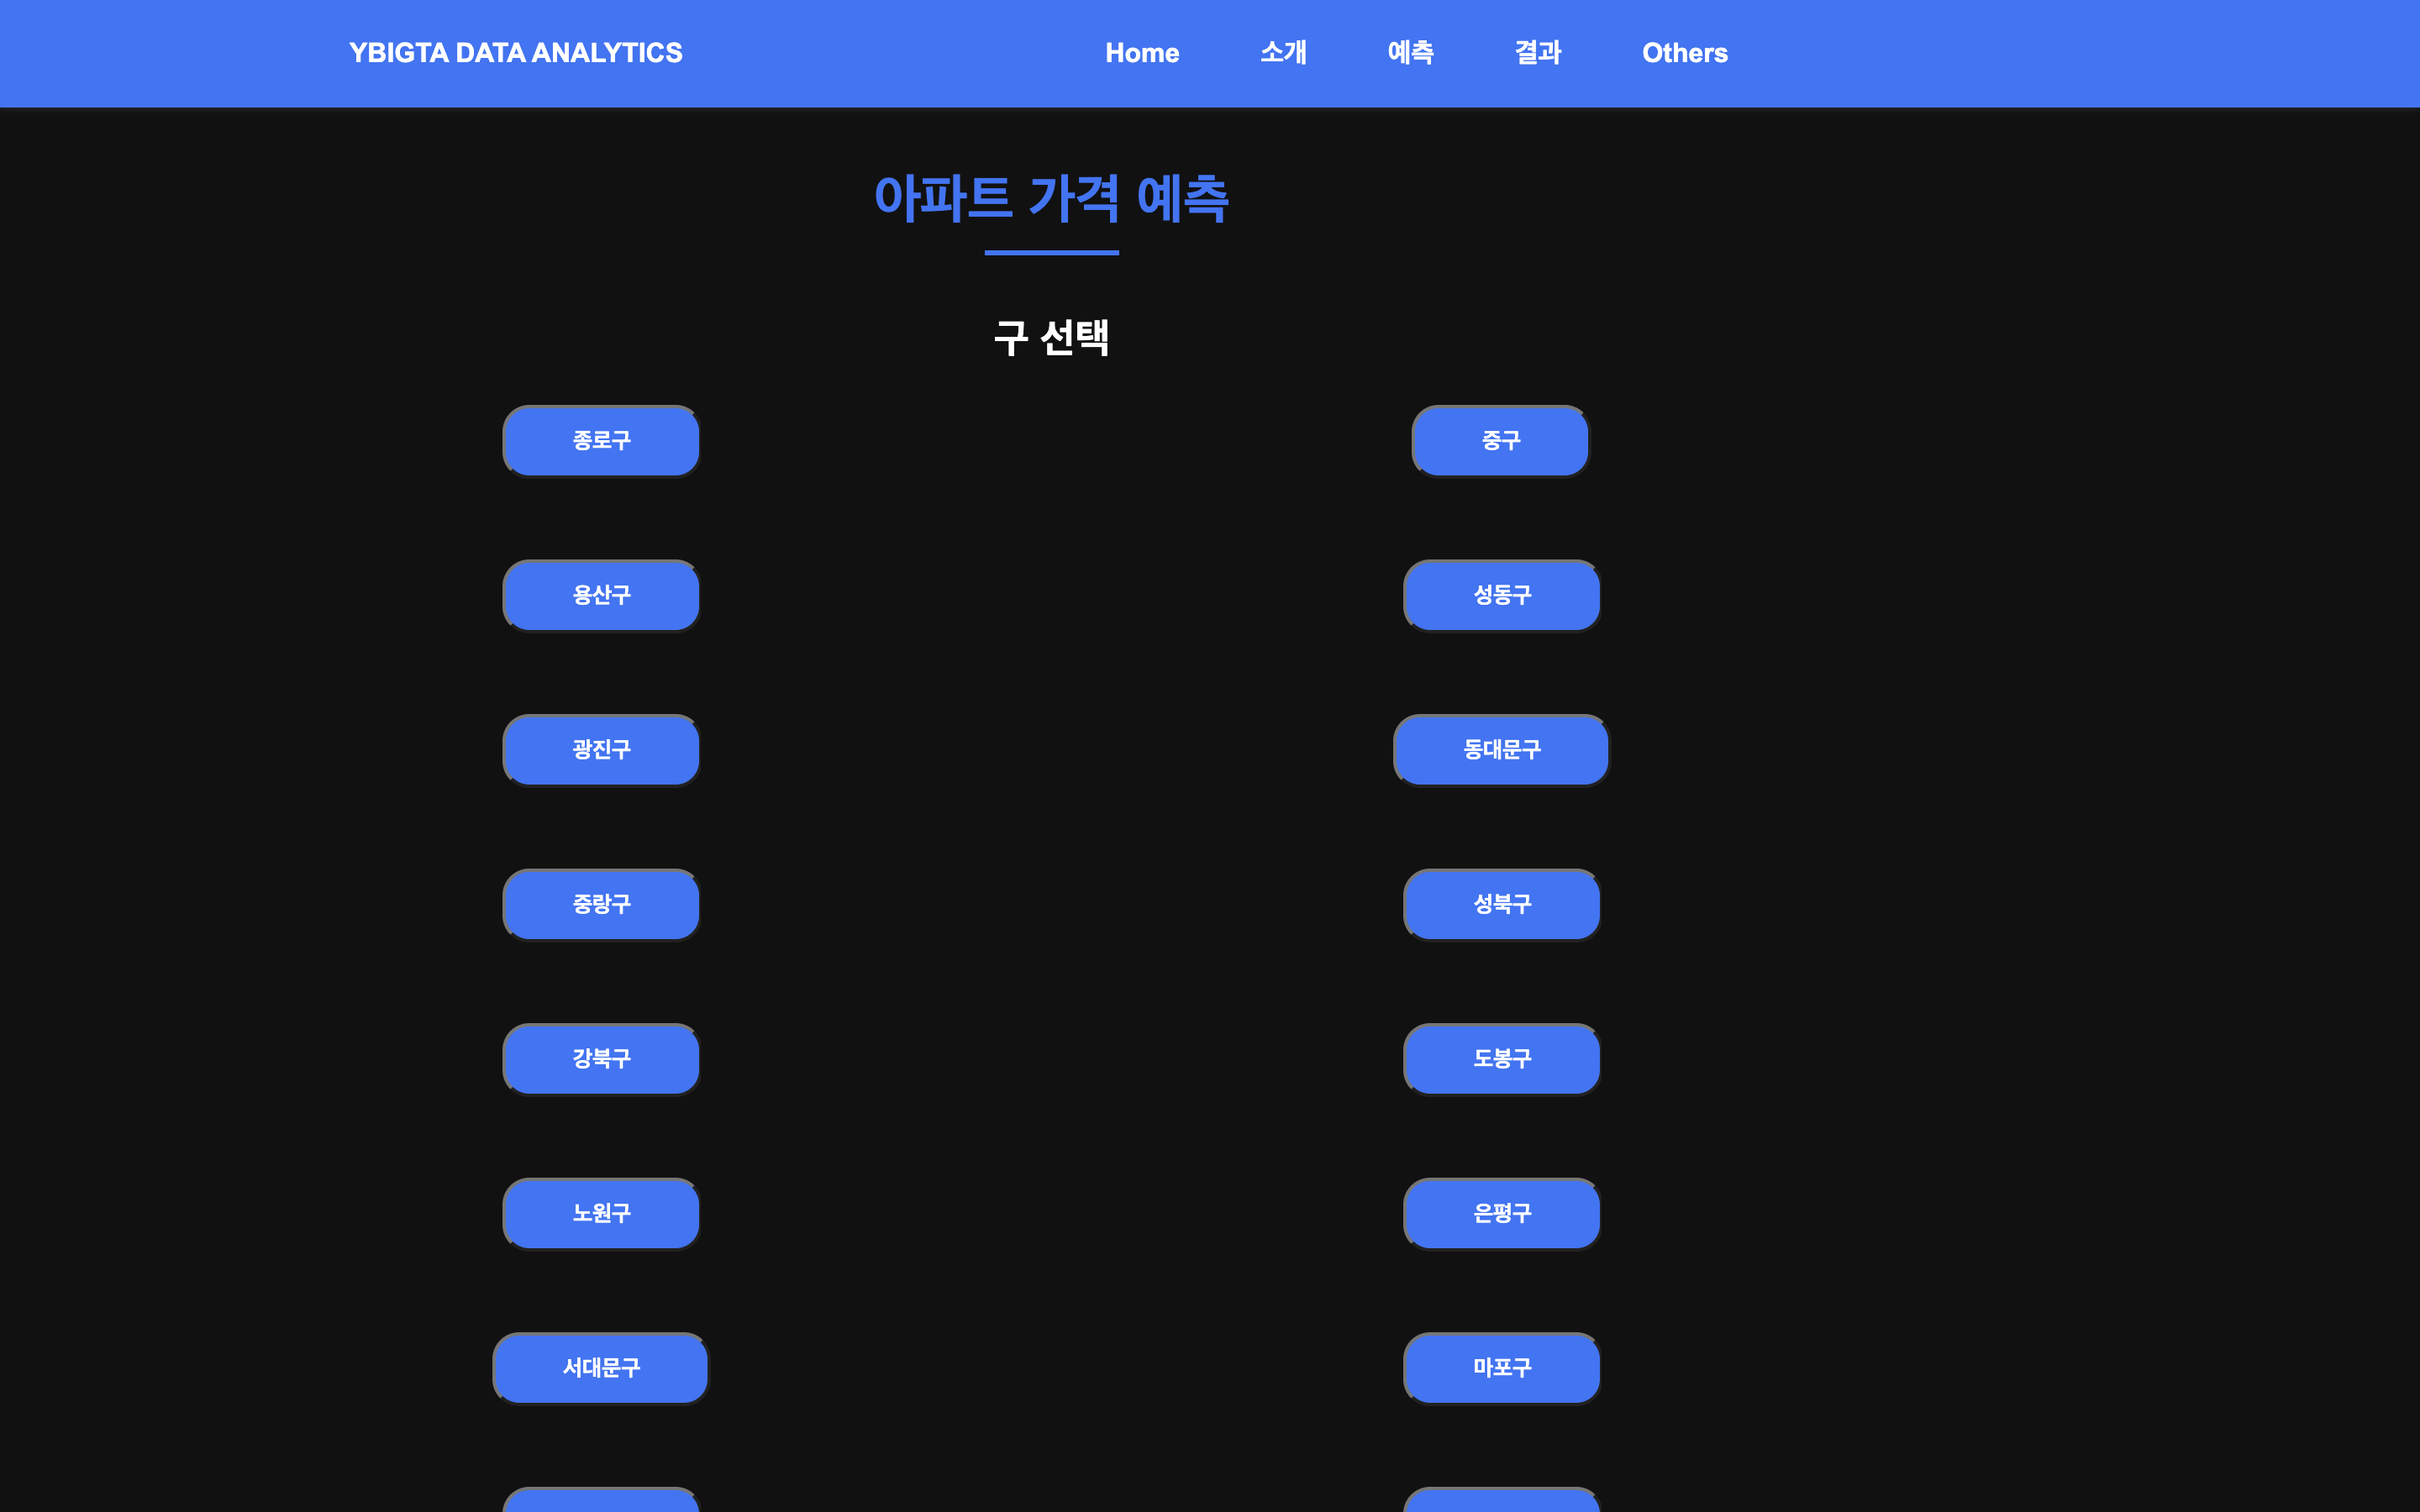 YBIGTA DATA ANALYTICS Home 소개 예측 결과 Others
아파트 가격 예측
구 선택
종로구 중구
용산구 성동구
광진구 동대문구
중랑구 성북구
강북구 도봉구
노원구 은평구
서대문구 마포구